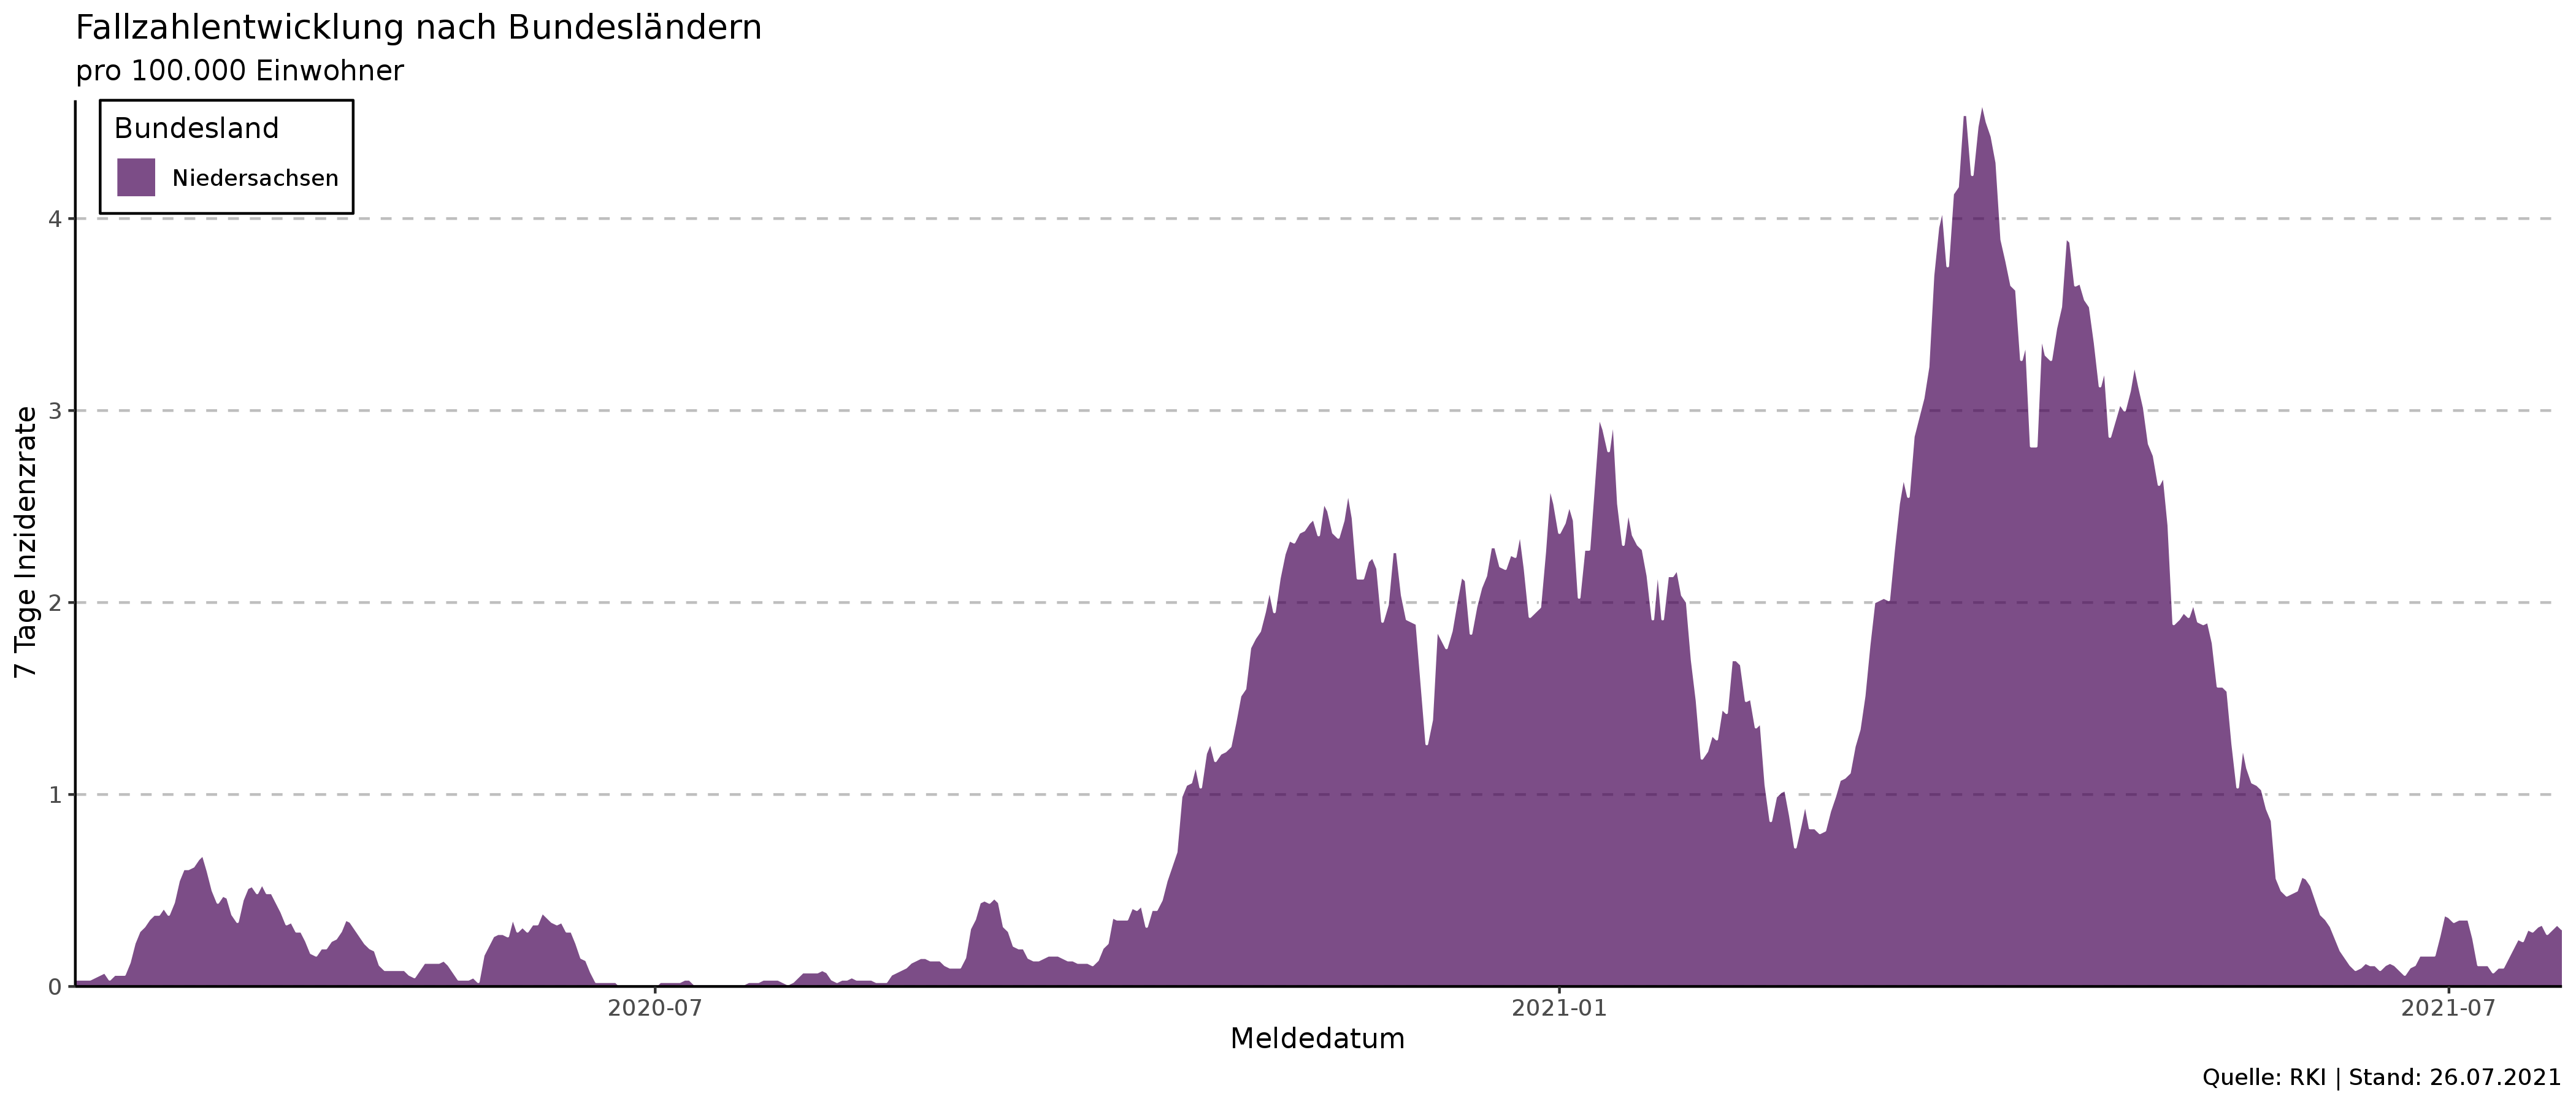 Fallzahlentwicklung nach Bundesländern
pro 100.000 Einwohner
Bundesland
Niedersachsen
7 Tage Inzidenzrate
4
3
2
1
0
2020-07
2021-01
2021-07
Meldedatum
Quelle: RKI | Stand: 26.07.2021